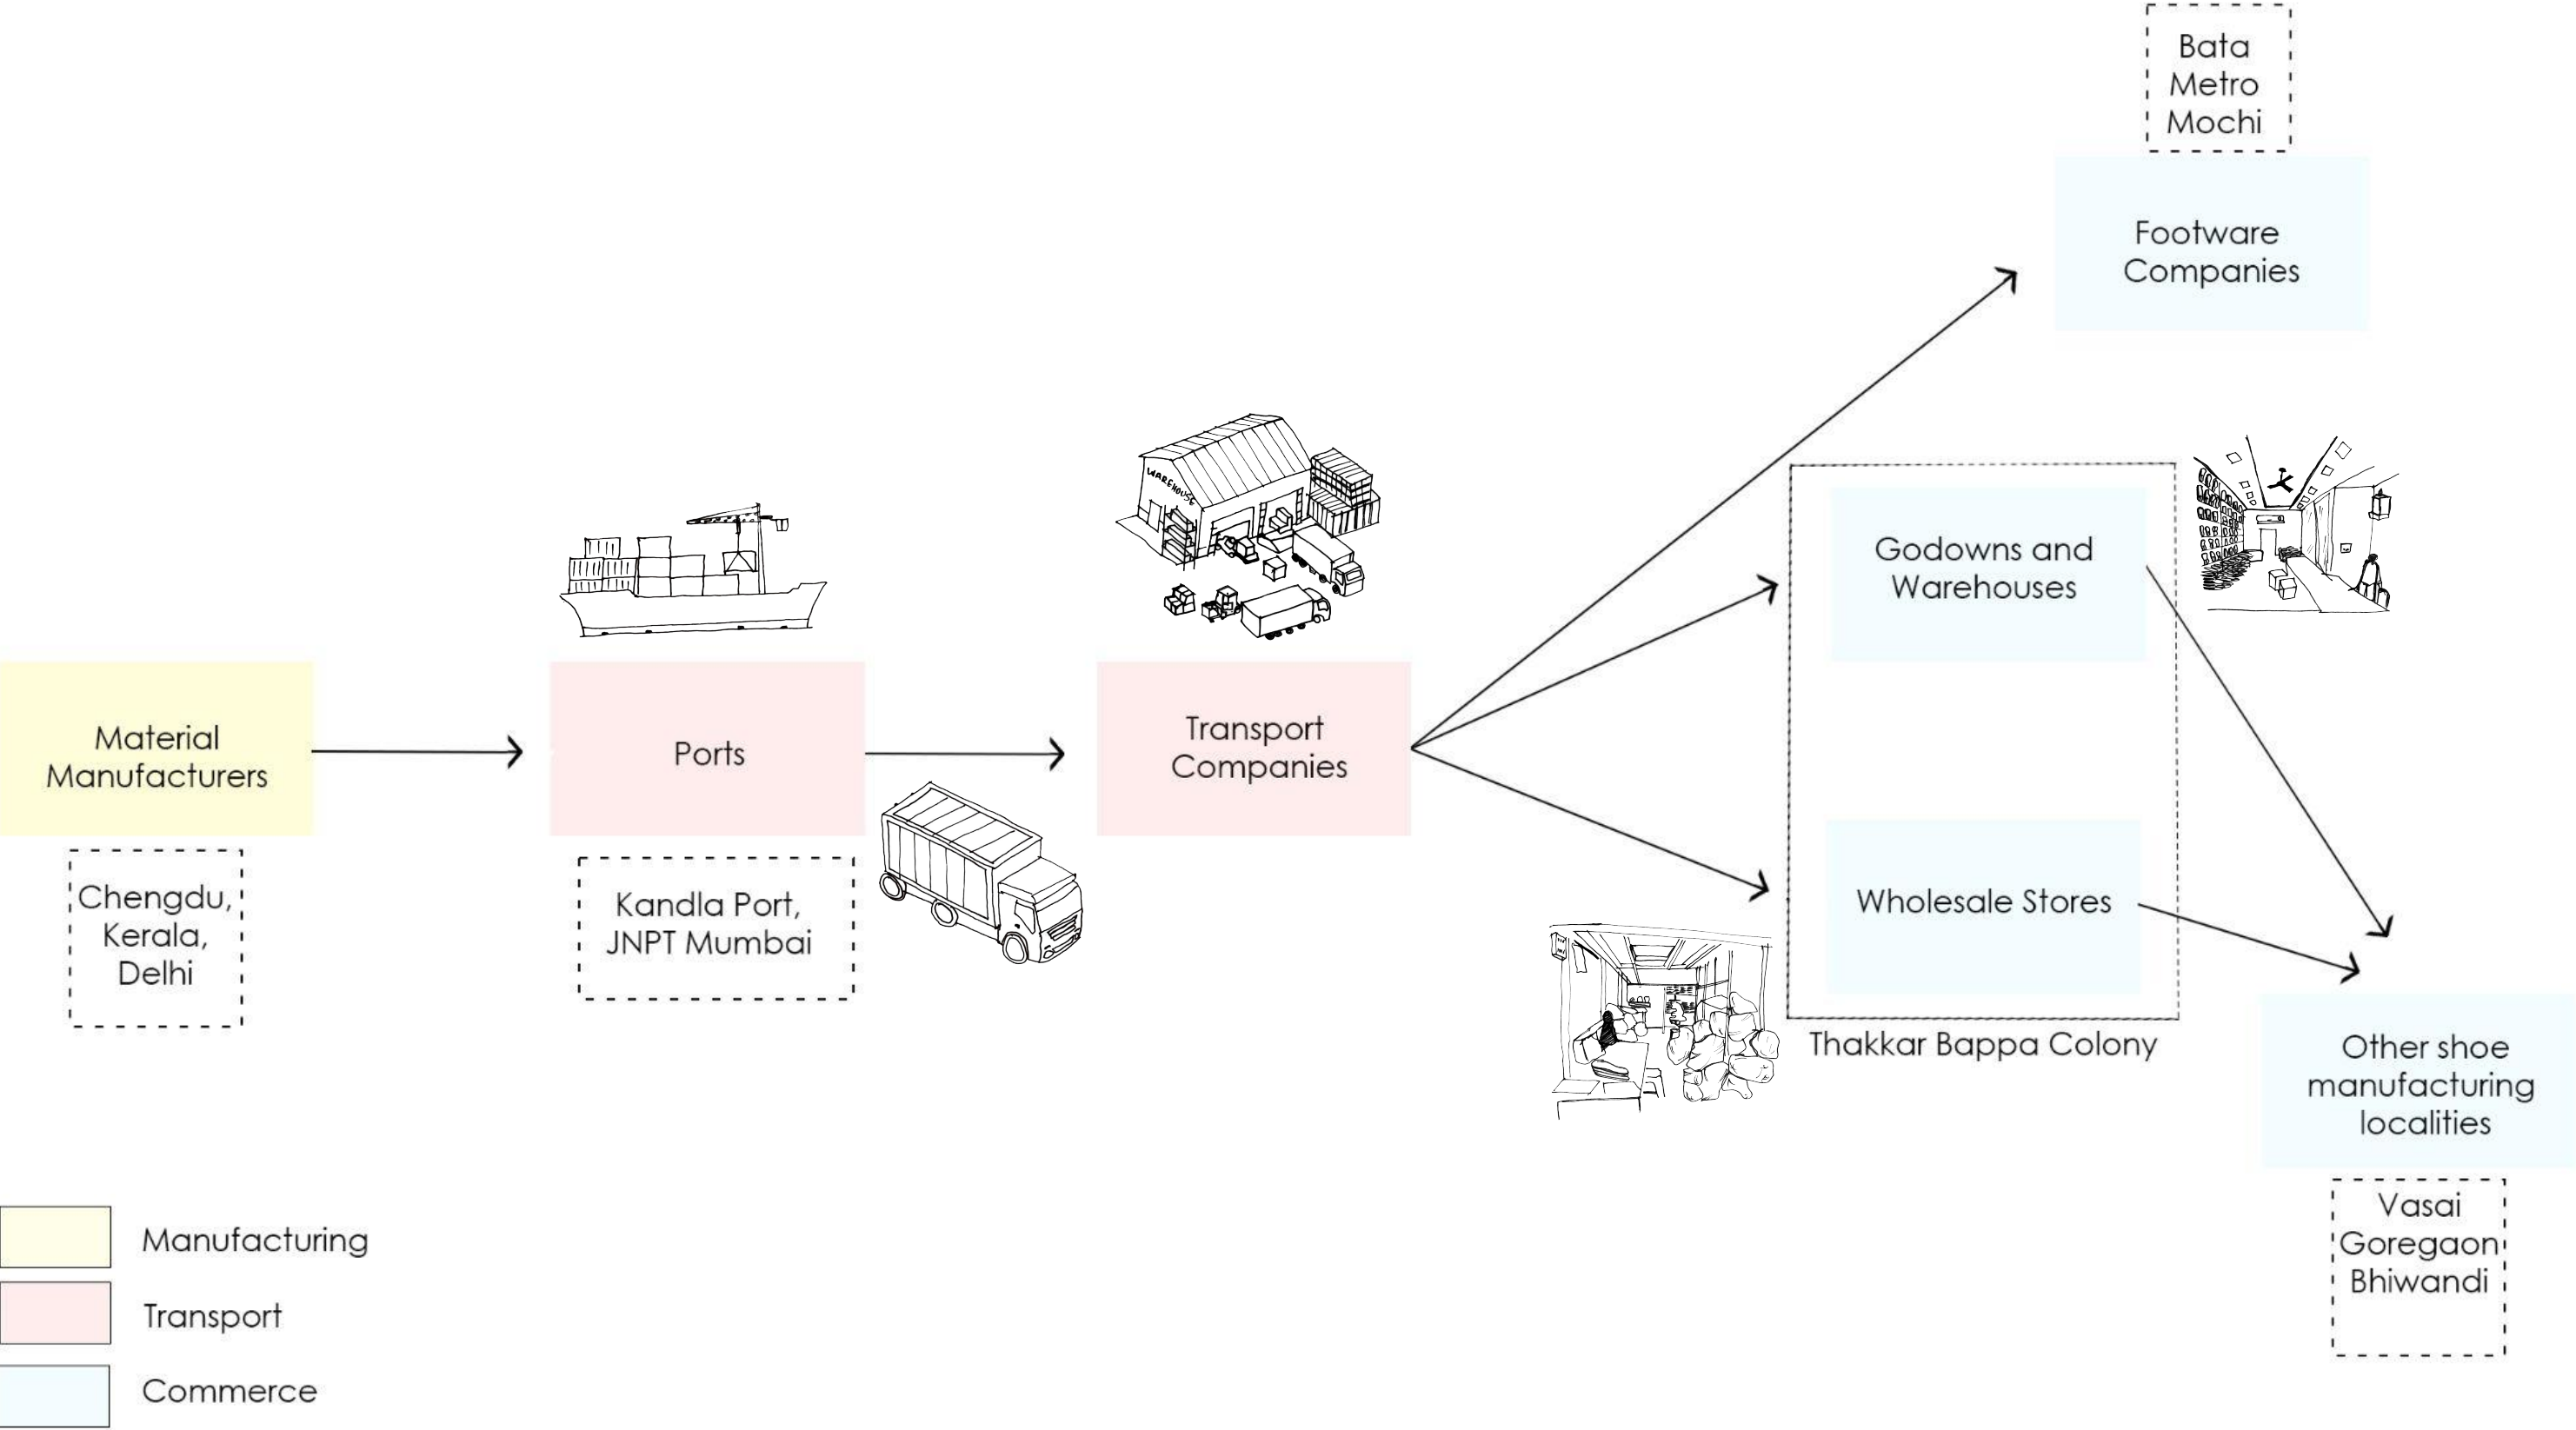 Bata
Metro
Mochi
Footware
Companies
WAREHOUSE
Godowns and
Warehouses
Material
Manufacturers
Ports
Transport
Companies
Chengdu,
Kerala,
Delhi
Kandla Port,
JNPT Mumbai
Wholesale Stores
Thakkar Bappa Colony
Other shoe
manufacturing
localities
Vasai
Goregaon
Bhiwandi
Manufacturing
Transport
Commerce